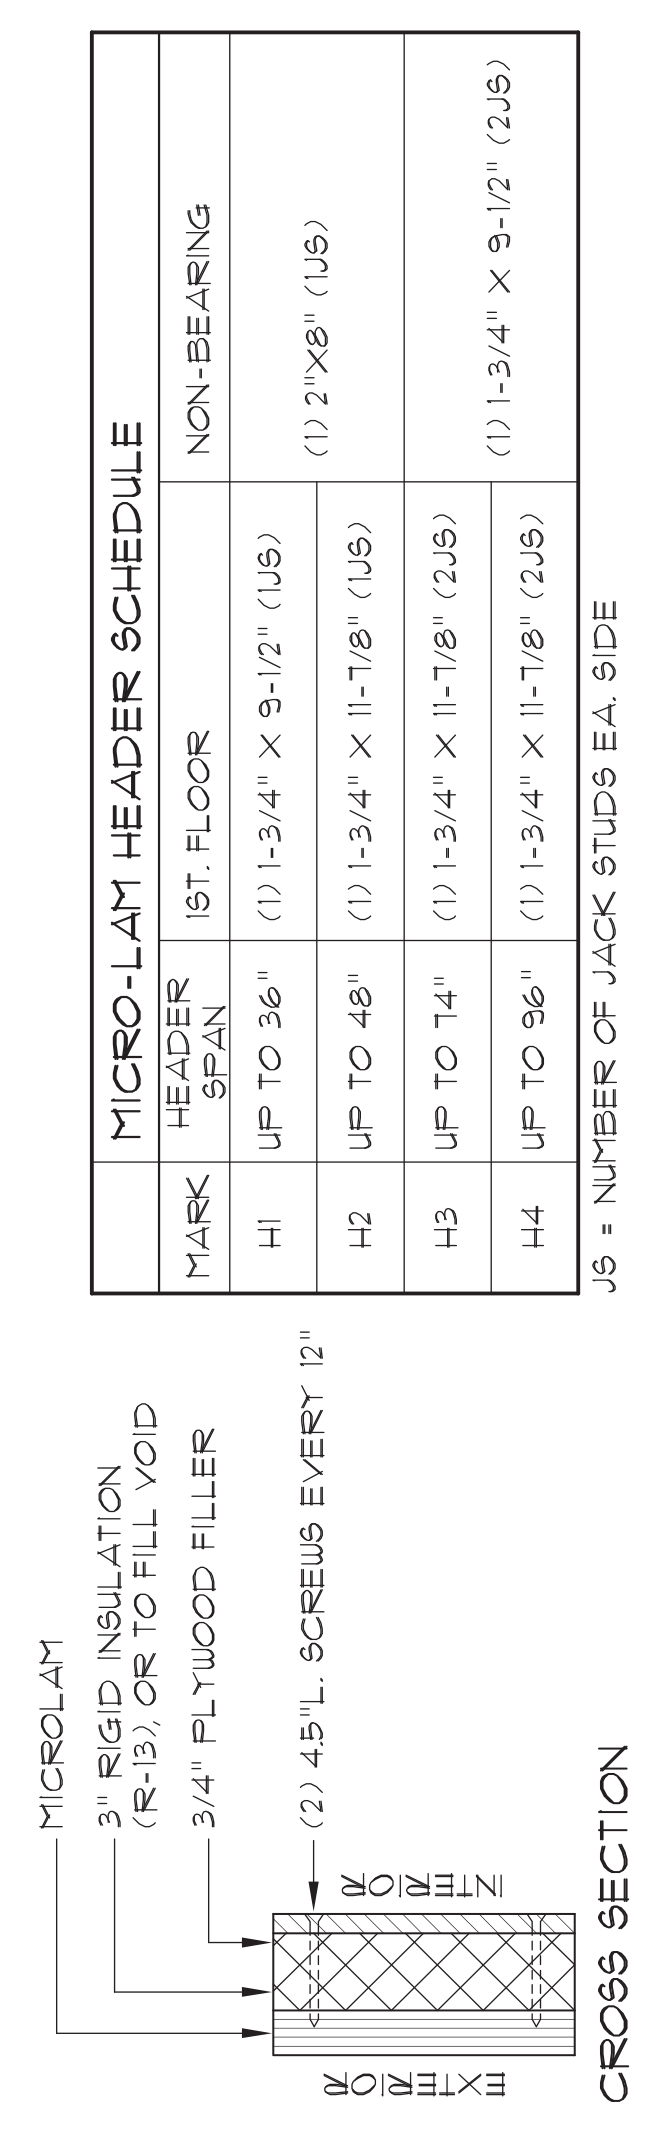 MICROLAM
3" RIGID INSULATION
(R-13), OR TO FILL VOID
3/4" PLYWOOD FILLER
(2) 4.5"L. SCREWS EVERY 12"
EXTERIOR
INTERIOR
CROSS SECTION
MICRO-LAM HEADER SCHEDULE
MARK
HEADER
SPAN
1ST. FLOOR
NON-BEARING
H1
UP TO 36"
(1) 1-3/4" X 9-1/2" (1JS)
(1) 2"X8" (1JS)
H2
UP TO 48"
(1) 1-3/4" X 11-7/8" (1JS)
H3
UP TO 74"
(1) 1-3/4" X 11-7/8" (2JS)
(1) 1-3/4" X 9-1/2" (2JS)
H4
UP TO 96"
(1) 1-3/4" X 11-7/8" (2JS)
JS = NUMBER OF JACK STUDS EA. SIDE